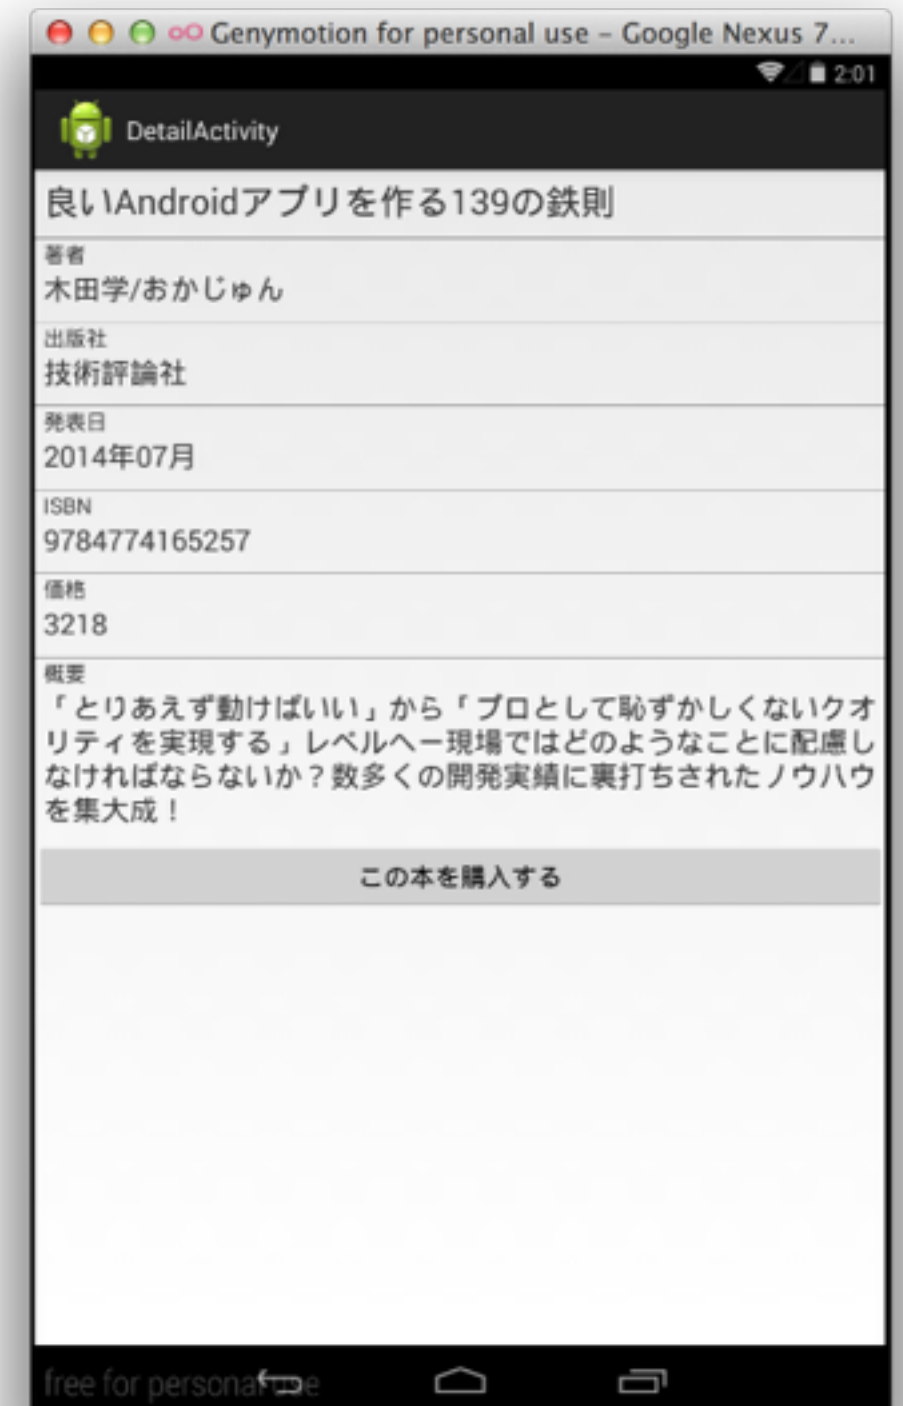 Genymotion for personal use – Google Nexus 7...
2:01
DetailActivity
良いAndroidアプリを作る139の鉄則
著者
木田学/おかじゅん
出版社
技術評論社
発表日
2014年07月
ISBN
9784774165257
価格
3218
概要
「とりあえず動けばいい」から「プロとして恥ずかしくないクオ
リティを実現する」レベルへー現場ではどのようなことに配慮し
なければならないか？数多くの開発実績に裏打ちされたノウハウ
を集大成！
この本を購入する
free for personal use